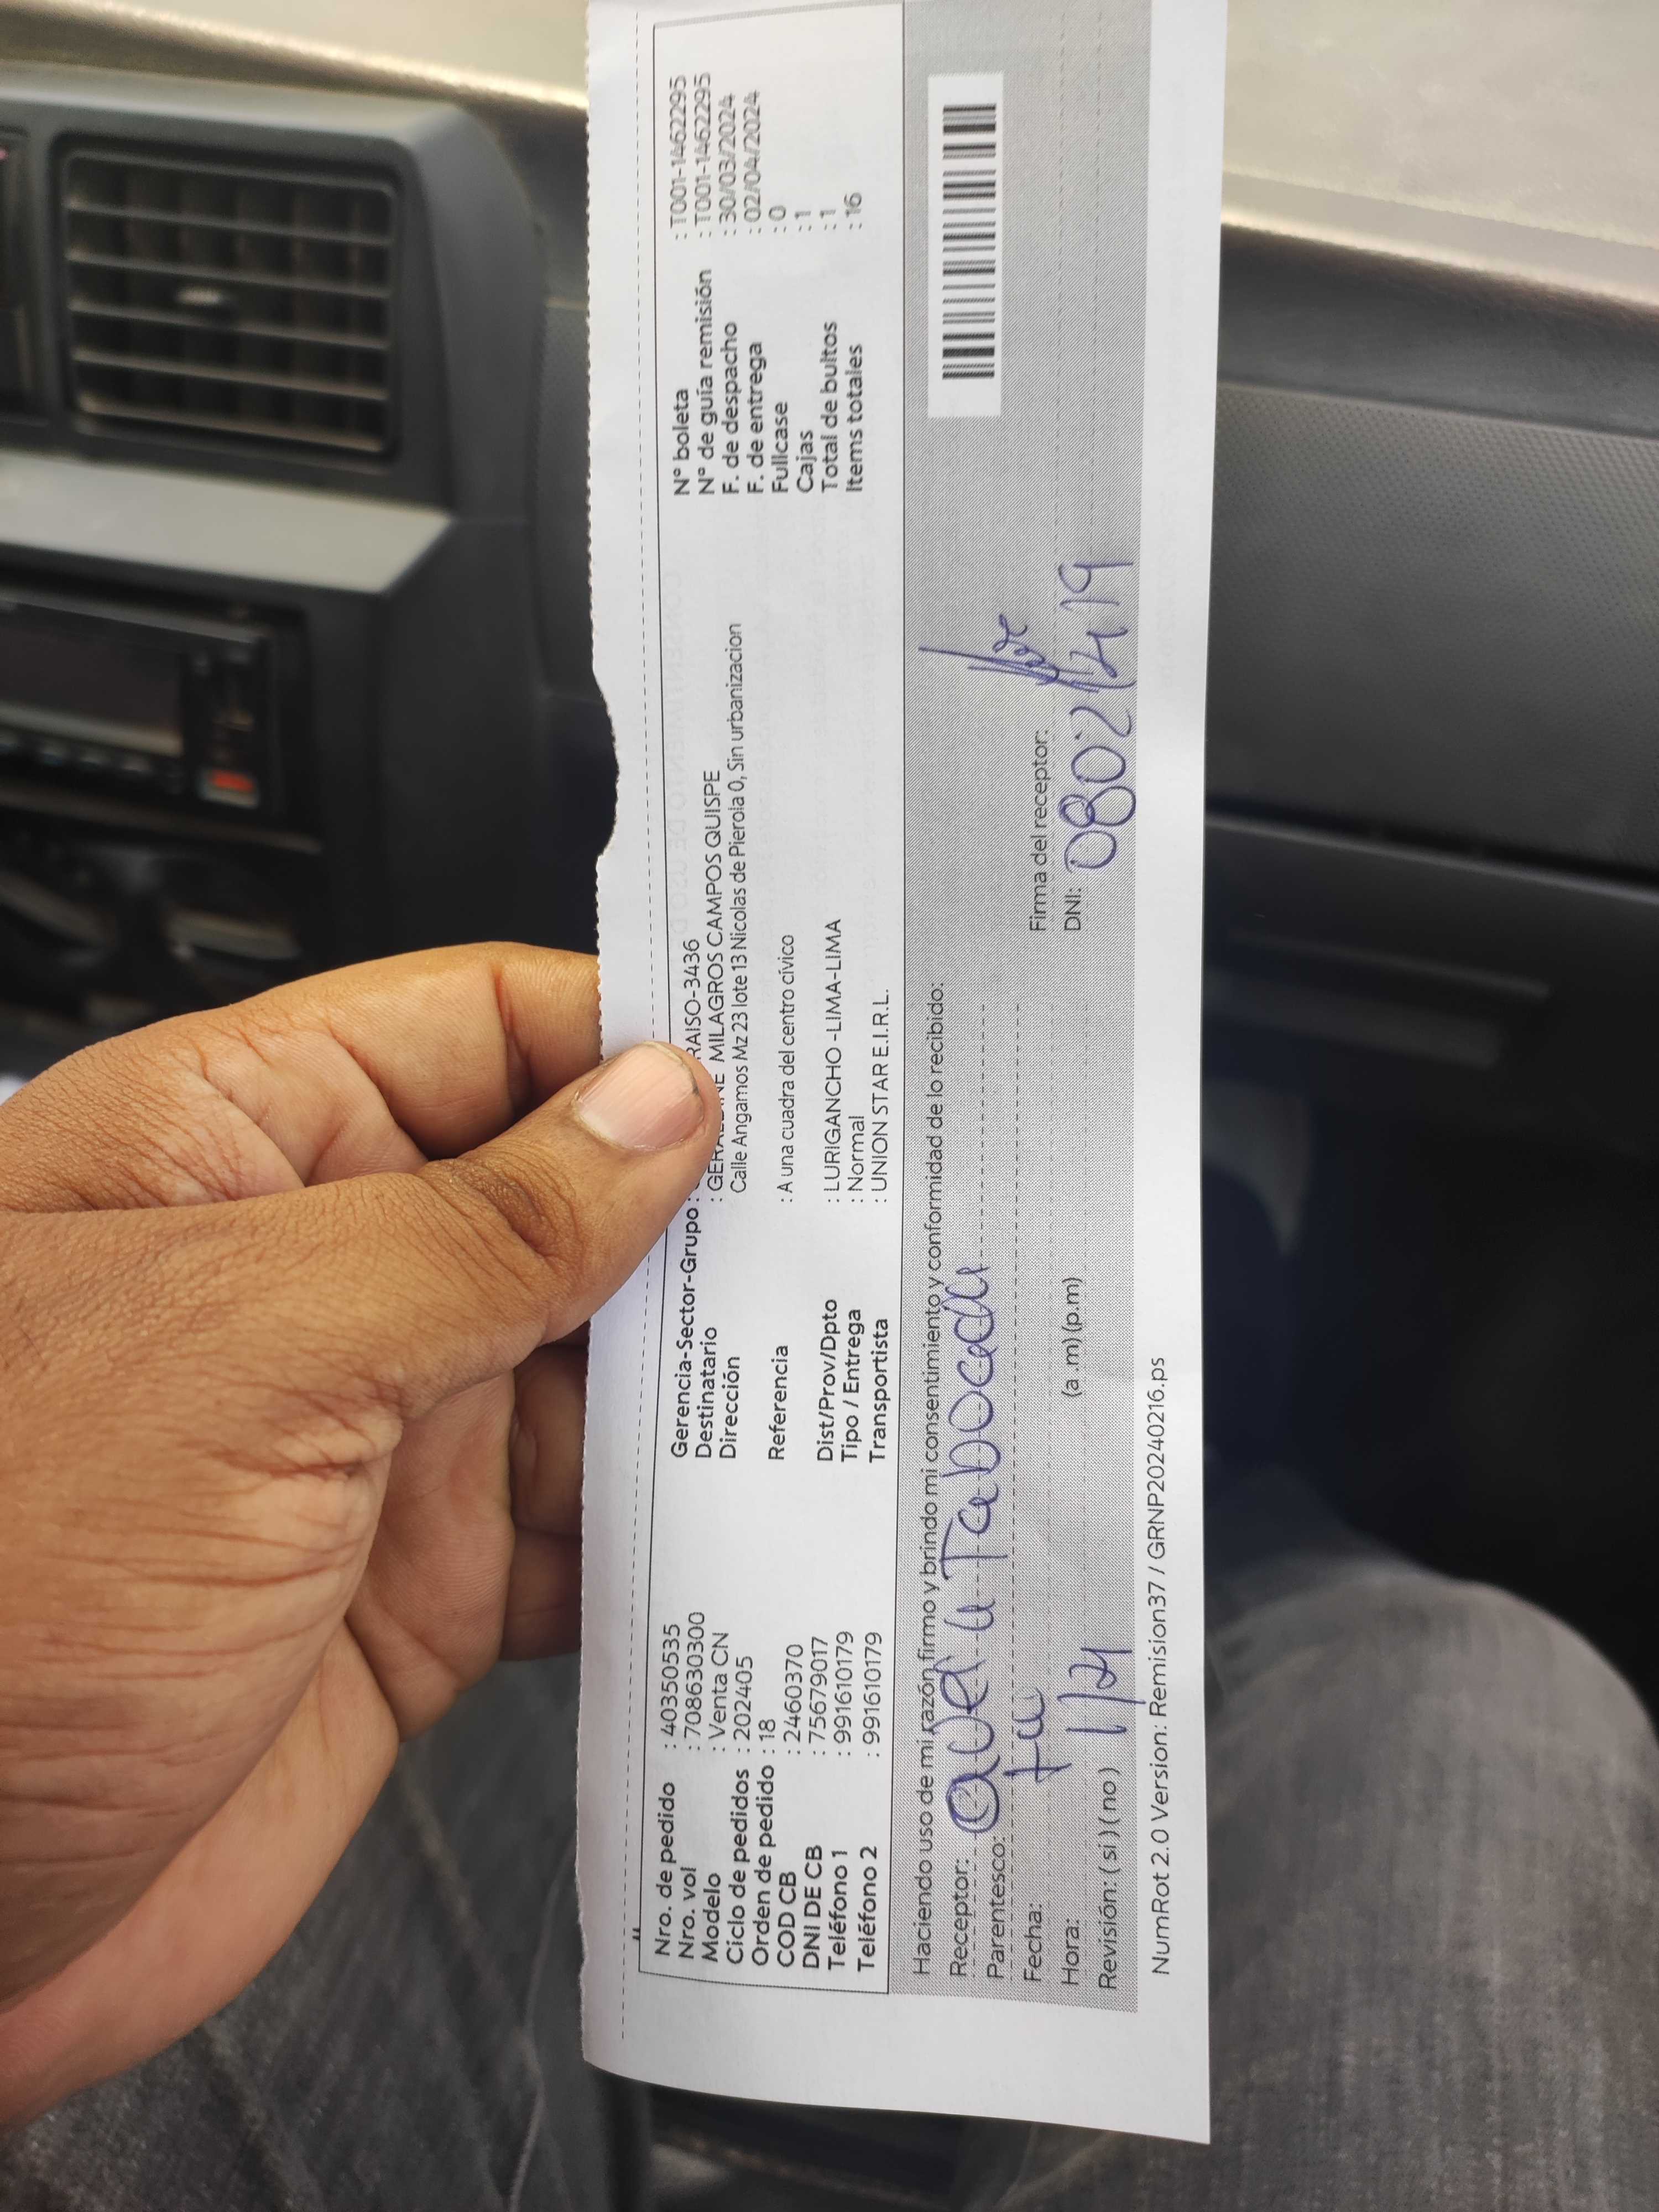 Nro. de pedido : 40350535
Nro. vol : 708630300
Modelo : Venta CN
Ciclo de pedidos : 202405
Orden de pedido : 18
COD CB : 2460370
DNI DE CB : 75679017
Teléfono 1 : 991610179
Teléfono 2 : 991610179
Gerencia-Sector-Grupo : RAISO-3436
Destinatario : GERALDINE MILAGROS CAMPOS QUISPE
Dirección Calle Angamos Mz 23 lote 13 Nicolas de Pierola 0, Sin urbanizacion
Referencia : A una cuadra del centro cívico
Dist/Prov/Dpto : LURIGANCHO -LIMA-LIMA
Tipo / Entrega : Normal
Transportista : UNION STAR E.I.R.L.
N° boleta : T001-1462295
N° de guía remisión : T001-1462295
F. de despacho : 30/03/2024
F. de entrega : 02/04/2024
Fullcase : 0
Cajas : 1
Total de bultos : 1
Items totales : 16
Haciendo uso de mi razón firmo y brindo mi consentimiento y conformidad de lo recibido:
Receptor: Taboada
Parentesco:
Fecha:
Hora: (a .m) (p.m)
Revisión: ( si ) ( no )
Firma del receptor:
DNI:
NumRot 2.0 Version: Remision37 / GRNP20240216.ps